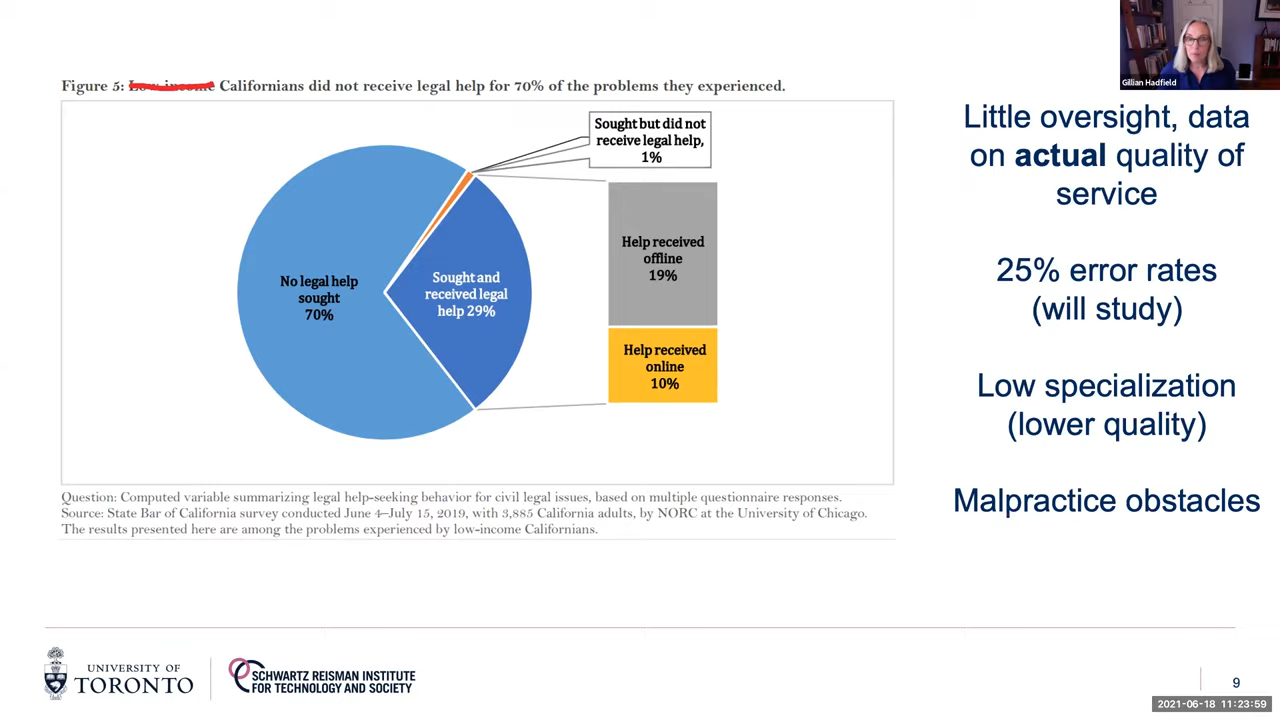 Gillian Hadfield
Figure 5: Low-income Californians did not receive legal help for 70% of the problems they experienced.
Sought but did not
receive legal help,
1%
No legal help
sought
70%
Sought and
received legal
help 29%
Help received
offline
19%
Help received
online
10%
Question: Computed variable summarizing legal help-seeking behavior for civil legal issues, based on multiple questionnaire responses.
Source: State Bar of California survey conducted June 4–July 15, 2019, with 3,885 California adults, by NORC at the University of Chicago.
The results presented here are among the problems experienced by low-income Californians.
Little oversight, data
on actual quality of
service
25% error rates
(will study)
Low specialization
(lower quality)
Malpractice obstacles
UNIVERSITY OF
TORONTO
SCHWARTZ REISMAN INSTITUTE
FOR TECHNOLOGY AND SOCIETY
9
2021-06-18 11:23:59